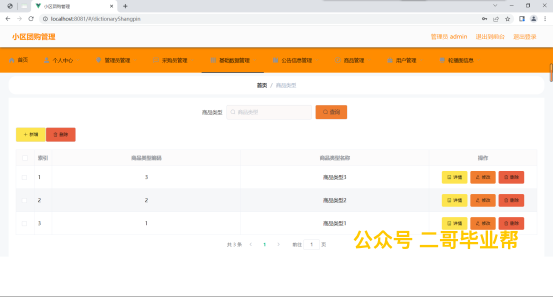 小区团购管理
localhost:8081/#/dictionaryShangpin
小区团购管理
管理员 admin 退出到前台 退出登录
首页 个人中心 管理员管理 采购员管理 基础数据管理 公告信息管理 商品管理 用户管理 轮播图信息
首页 / 商品类型
商品类型 商品类型 查询
+ 新增 删除
索引 商品类型编码 商品类型名称 操作
1 3 商品类型3 详情 修改 删除
2 2 商品类型2 详情 修改 删除
3 1 商品类型1 详情 修改 删除
共 3 条 < 1 > 前往 1 页
公众号 二哥毕业帮